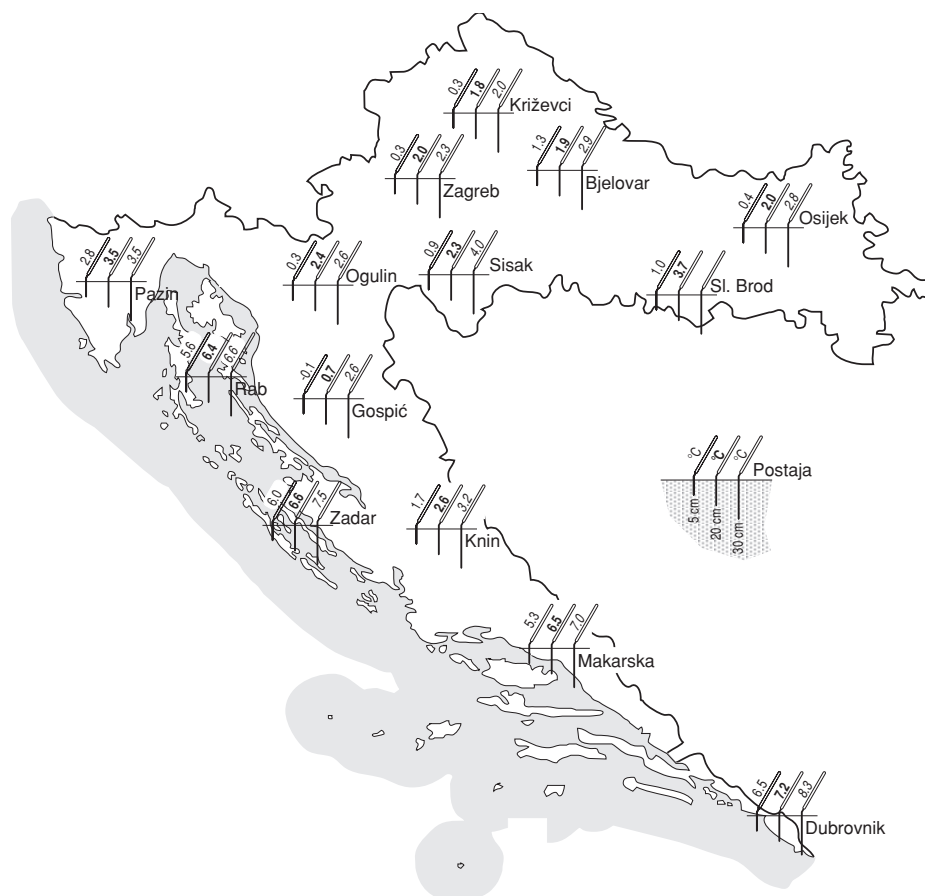 0.3 1.8 2.0
Križevci
0.3 2.0 2.3
Zagreb
1.3 1.9 2.9
Bjelovar
0.4 2.0 2.8
Osijek
2.8 3.5 3.5
Pazin
0.3 2.4 2.6
Ogulin
0.9 2.3 4.0
Sisak
1.0 3.7
Sl. Brod
5.6 6.4 6.6
Rab
-0.1 0.7 2.6
Gospić
°C °C °C
Postaja
5 cm
20 cm
30 cm
6.0 6.6 7.5
Zadar
1.7 2.6 3.2
Knin
5.3 6.5 7.0
Makarska
6.5 7.2 8.3
Dubrovnik